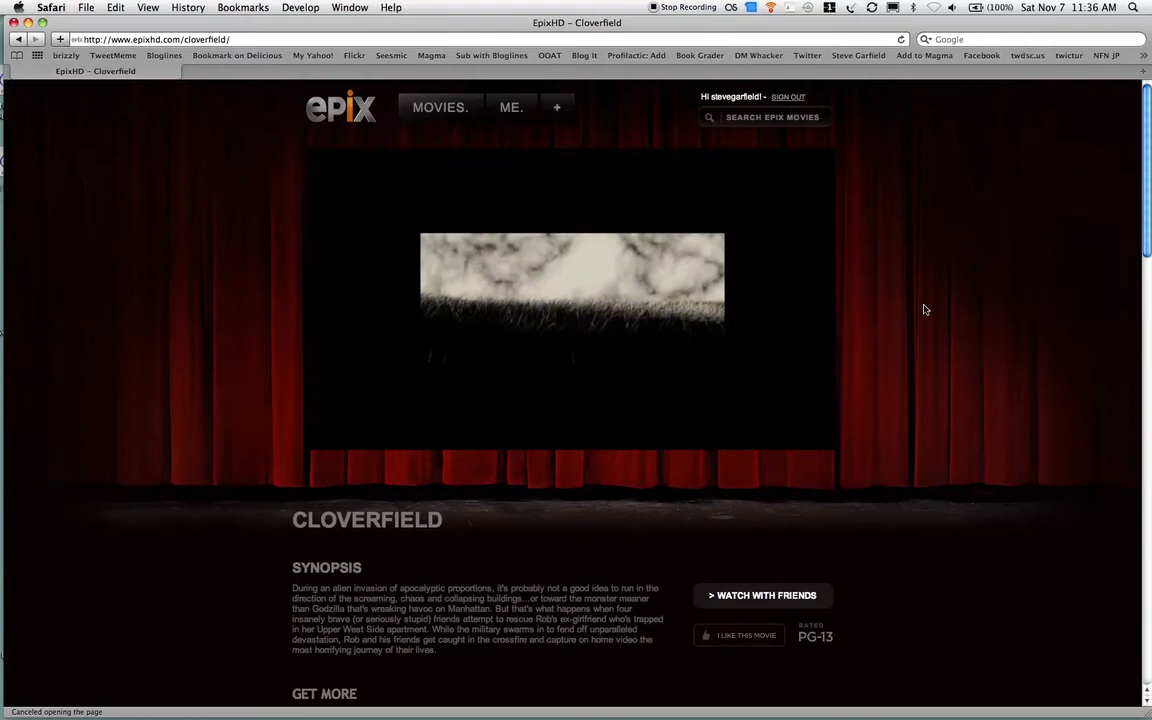 Safari File Edit View History Bookmarks Develop Window Help Stop Recording OS 1 (100%) Sat Nov 7 11:36 AM
EpixHD – Cloverfield
http://www.epixhd.com/cloverfield/ Google
brizzly TweetMeme Bloglines Bookmark on Delicious My Yahoo! Flickr Seesmic Magma Sub with Bloglines OOAT Blog It Profilactic: Add Book Grader DM Whacker Twitter Steve Garfield Add to Magma Facebook twdsc.us twictur NFN JP
EpixHD – Cloverfield
epix MOVIES. ME. + Hi stevegarfield! - SIGN OUT
SEARCH EPIX MOVIES
CLOVERFIELD
SYNOPSIS
During an alien invasion of apocalyptic proportions, it's probably not a good idea to run in the
direction of the screaming, chaos and collapsing buildings...or toward the monster meaner
than Godzilla that's wreaking havoc on Manhattan. But that's what happens when four
insanely brave (or seriously stupid) friends attempt to rescue Rob's ex-girlfriend who's trapped
in her Upper West Side apartment. While the military swarms in to fend off unparalleled
devastation, Rob and his friends get caught in the crossfire and capture on home video the
most horrifying journey of their lives.
> WATCH WITH FRIENDS
I LIKE THIS MOVIE
RATED
PG-13
GET MORE
Canceled opening the page